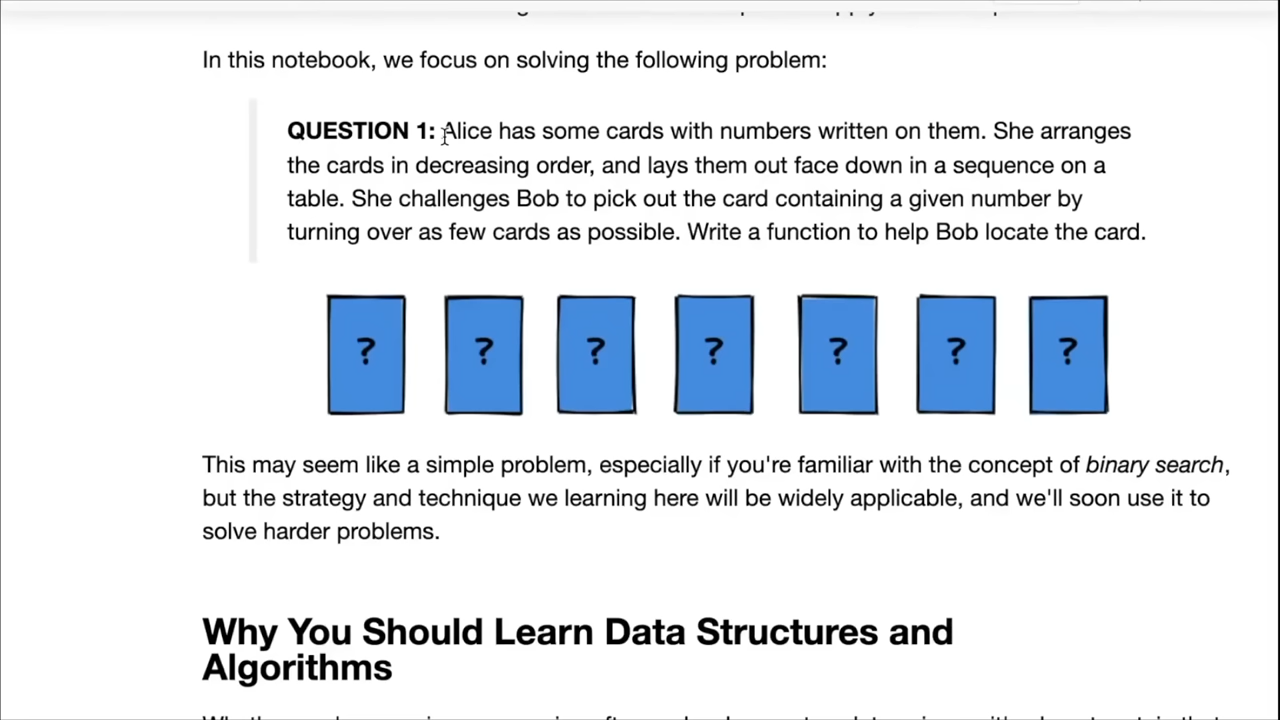 In this notebook, we focus on solving the following problem:
QUESTION 1: Alice has some cards with numbers written on them. She arranges
the cards in decreasing order, and lays them out face down in a sequence on a
table. She challenges Bob to pick out the card containing a given number by
turning over as few cards as possible. Write a function to help Bob locate the card.
? ? ? ? ? ? ?
This may seem like a simple problem, especially if you're familiar with the concept of binary search,
but the strategy and technique we learning here will be widely applicable, and we'll soon use it to
solve harder problems.
Why You Should Learn Data Structures and
Algorithms